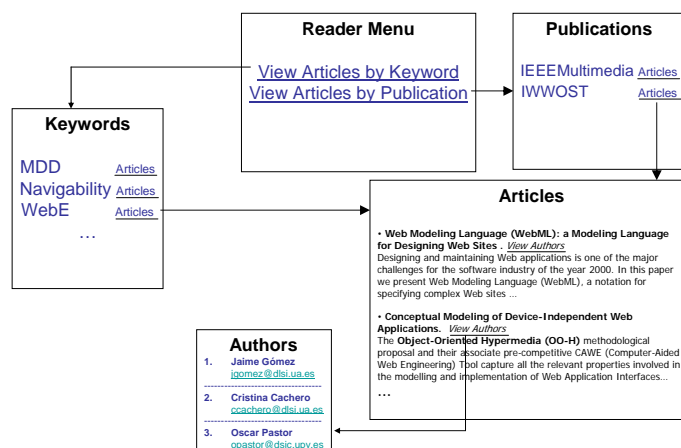 Reader Menu
View Articles by Keyword
View Articles by Publication
Publications
IEEEMultimedia Articles
IWWOST Articles
Keywords
MDD Articles
Navigability Articles
WebE Articles
...
Articles
• Web Modeling Language (WebML): a Modeling Language
for Designing Web Sites . View Authors
Designing and maintaining Web applications is one of the major
challenges for the software industry of the year 2000. In this paper
we present Web Modeling Language (WebML), a notation for
specifying complex Web sites ...
• Conceptual Modeling of Device-Independent Web
Applications. View Authors
The Object-Oriented Hypermedia (OO-H) methodological
proposal and their associate pre-competitive CAWE (Computer-Aided
Web Engineering) Tool capture all the relevant properties involved in
the modelling and implementation of Web Application Interfaces...
...
Authors
1. Jaime Gómez
jgomez@dlsi.ua.es
2. Cristina Cachero
ccachero@dlsi.ua.es
3. Oscar Pastor
opastor@dsic.upv.es